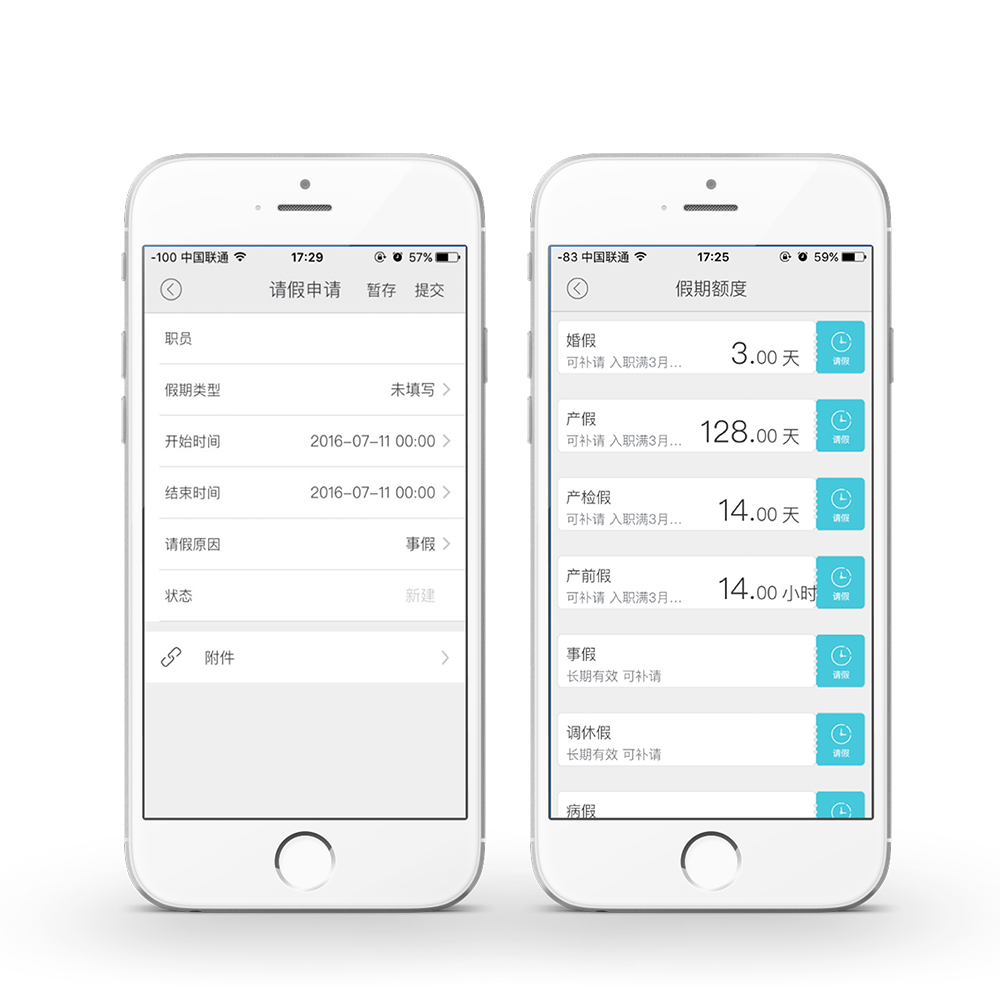 -100 中国联通 17:29 57%
请假申请 暂存 提交
职员
假期类型 未填写
开始时间 2016-07-11 00:00
结束时间 2016-07-11 00:00
请假原因 事假
状态 新建
附件
-83 中国联通 17:25 59%
假期额度
婚假
可补请 入职满3月...
3.00 天
请假
产假
可补请 入职满3月...
128.00 天
请假
产检假
可补请 入职满3月...
14.00 天
请假
产前假
可补请 入职满3月...
14.00 小时
请假
事假
长期有效 可补请
请假
调休假
长期有效 可补请
请假
病假